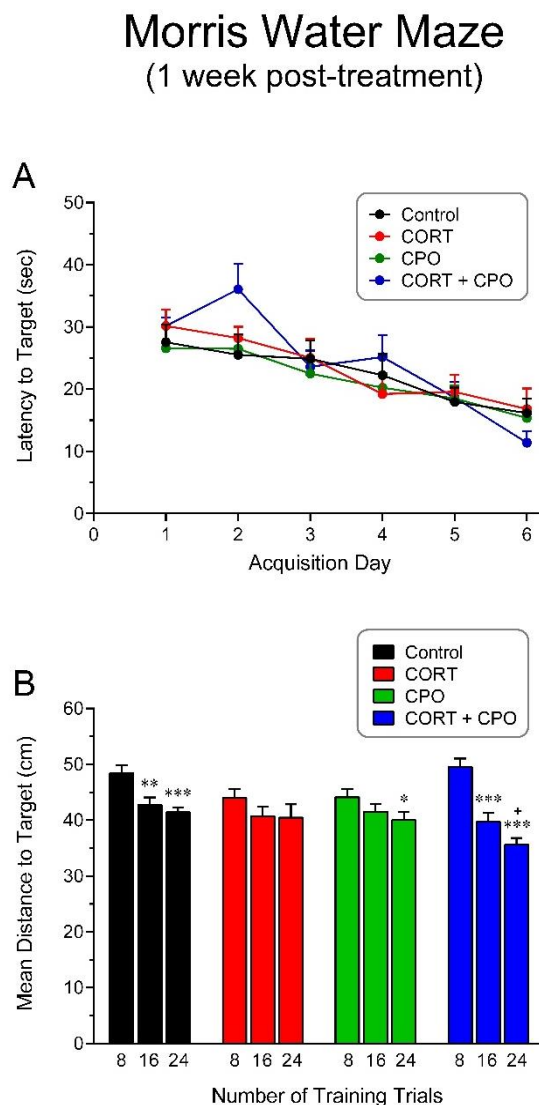 Morris Water Maze
(1 week post-treatment)
A
50
40
30
20
10
0
Latency to Target (sec)
Control
CORT
CPO
CORT + CPO
0 1 2 3 4 5 6
Acquisition Day
B
Control
CORT
CPO
CORT + CPO
60
50
40
30
20
10
0
Mean Distance to Target (cm)
**
***
*
***
+
***
8 16 24 8 16 24 8 16 24 8 16 24
Number of Training Trials